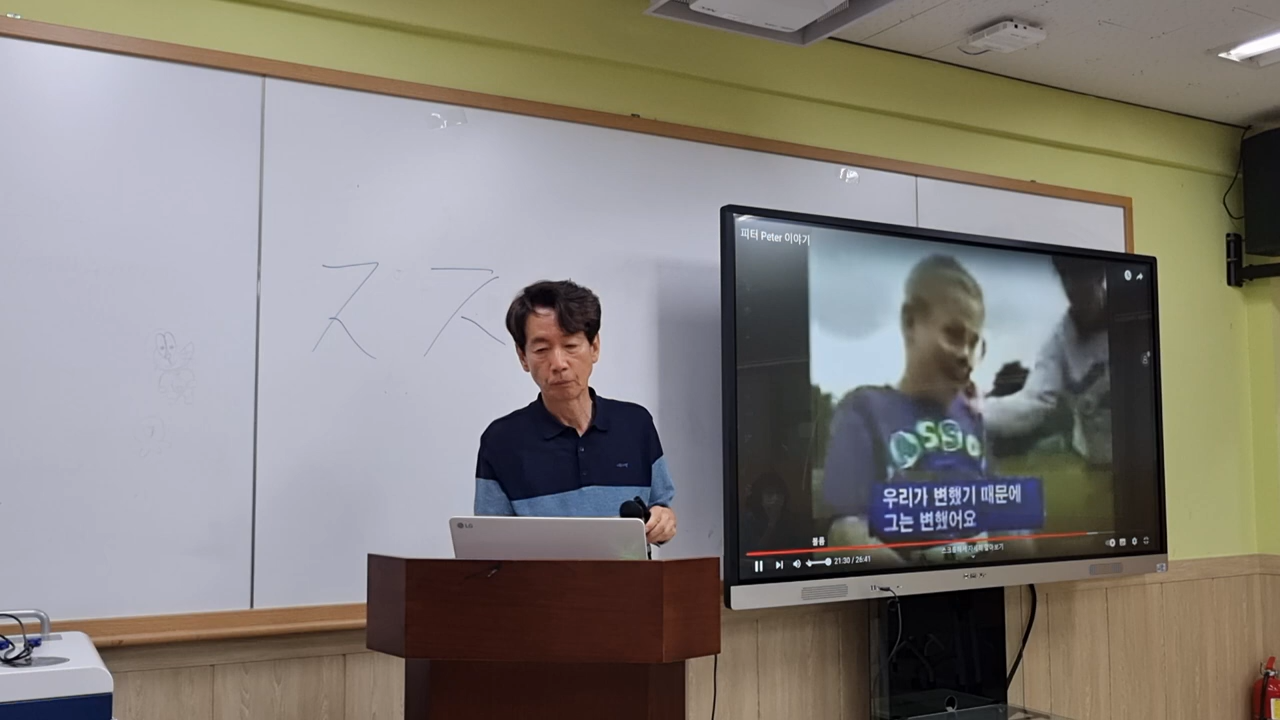 피터 Peter 이야기
ㅈ ㅈ
우리가 변했기 때문에
그는 변했어요
21:30 / 26:41
LG